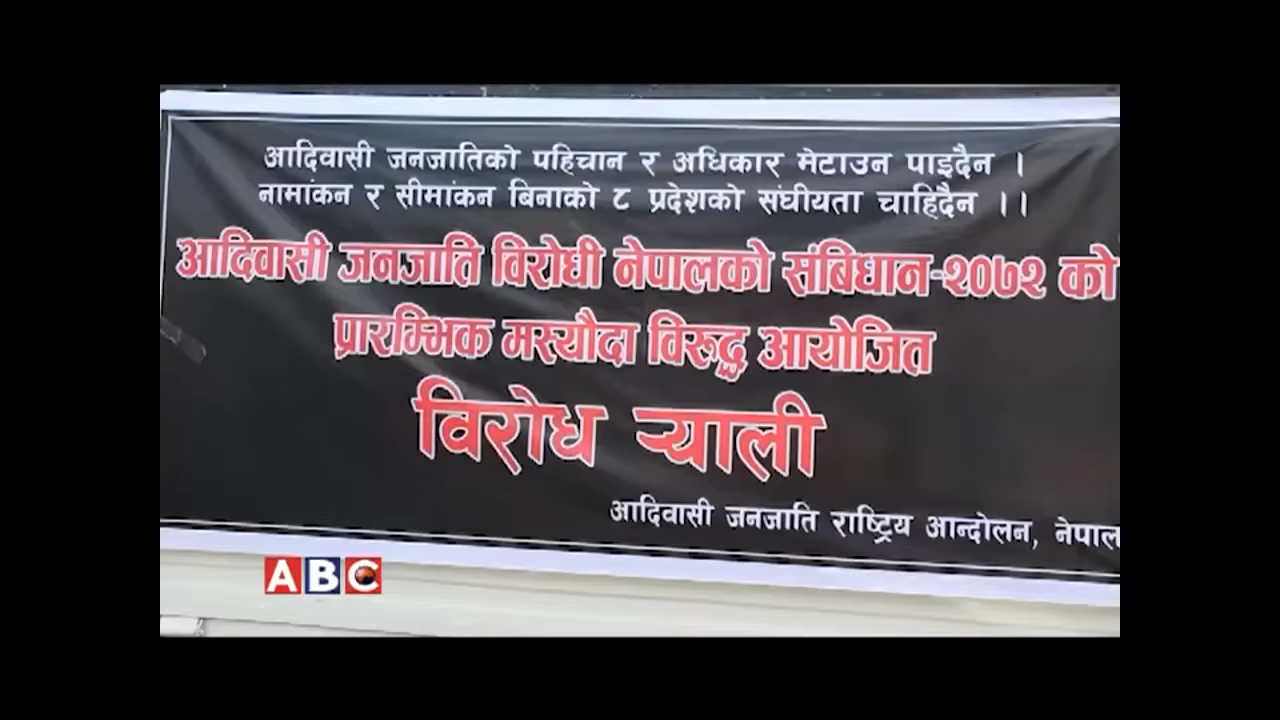 आदिवासी जनजातिको पहिचान र अधिकार मेटाउन पाइदैन ।
नामांकन र सीमांकन बिनाको ८ प्रदेशको संघीयता चाहिदैन ।।
आदिवासी जनजाति विरोधी नेपालको संबिधान-२०७२ को
प्रारम्भिक मस्यौदा विरुद्ध आयोजित
विरोध ऱ्याली
आदिवासी जनजाति राष्ट्रिय आन्दोलन, नेपाल
ABC